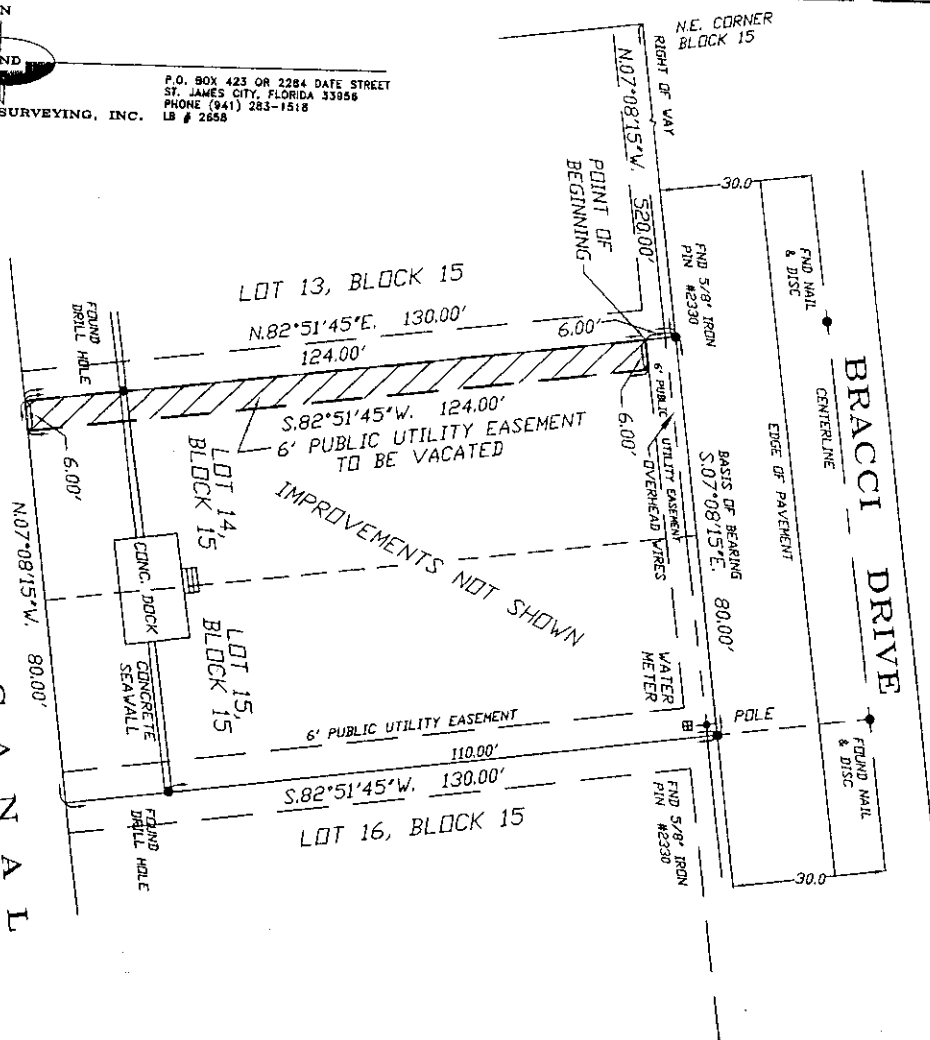 N
ND
SURVEYING, INC.
P.O. BOX 423 OR 2284 DATE STREET
ST. JAMES CITY, FLORIDA 33956
PHONE (941) 283-1518
LB # 2658
N.E. CORNER
BLOCK 15
RIGHT OF WAY
N.07°08'15"W. 520.00'
POINT OF
BEGINNING
30.0
FND NAIL
& DISC
FND 5/8" IRON
PIN
#2330
BRACCI DRIVE
CENTERLINE
EDGE OF PAVEMENT
LOT 13, BLOCK 15
N.82°51'45"E. 130.00'
124.00'
6.00'
FOUND
DRILL HOLE
S.82°51'45"W. 124.00'
6' PUBLIC UTILITY EASEMENT
TO BE VACATED
6.00'
6' PUBLIC UTILITY EASEMENT
OVERHEAD WIRES
BASIS OF BEARING
S.07°08'15"E. 80.00'
6.00'
LOT 14,
BLOCK 15
IMPROVEMENTS NOT SHOWN
N.07°08'15"W. 80.00'
CONC. DOCK
LOT 15,
BLOCK 15
CONCRETE
SEAWALL
WATER
METER
POLE
FOUND NAIL
& DISC
6' PUBLIC UTILITY EASEMENT
110.00'
S.82°51'45"W. 130.00'
FOUND
DRILL HOLE
LOT 16, BLOCK 15
FND 5/8" IRON
PIN
#2330
30.0
CANAL